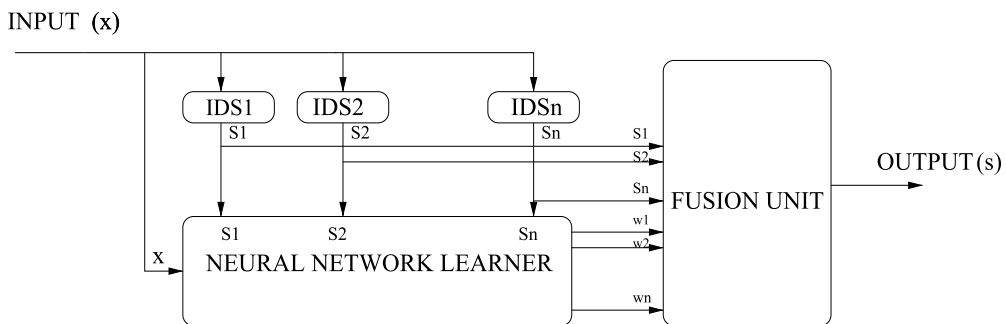 INPUT (x)
IDS1 IDS2 IDSn
S1 S2 Sn S1
S2
OUTPUT(s)
Sn
FUSION UNIT
w1
S1 S2 Sn
w2
x NEURAL NETWORK LEARNER
wn